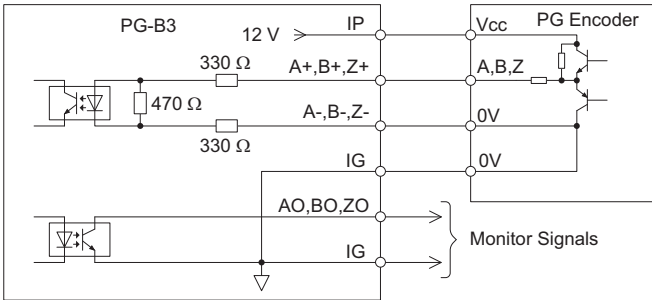 PG-B3
12 V
IP
Vcc
PG Encoder
330 Ω
A+,B+,Z+
A,B,Z
470 Ω
A-,B-,Z-
0V
330 Ω
IG
0V
AO,BO,ZO
Monitor Signals
IG